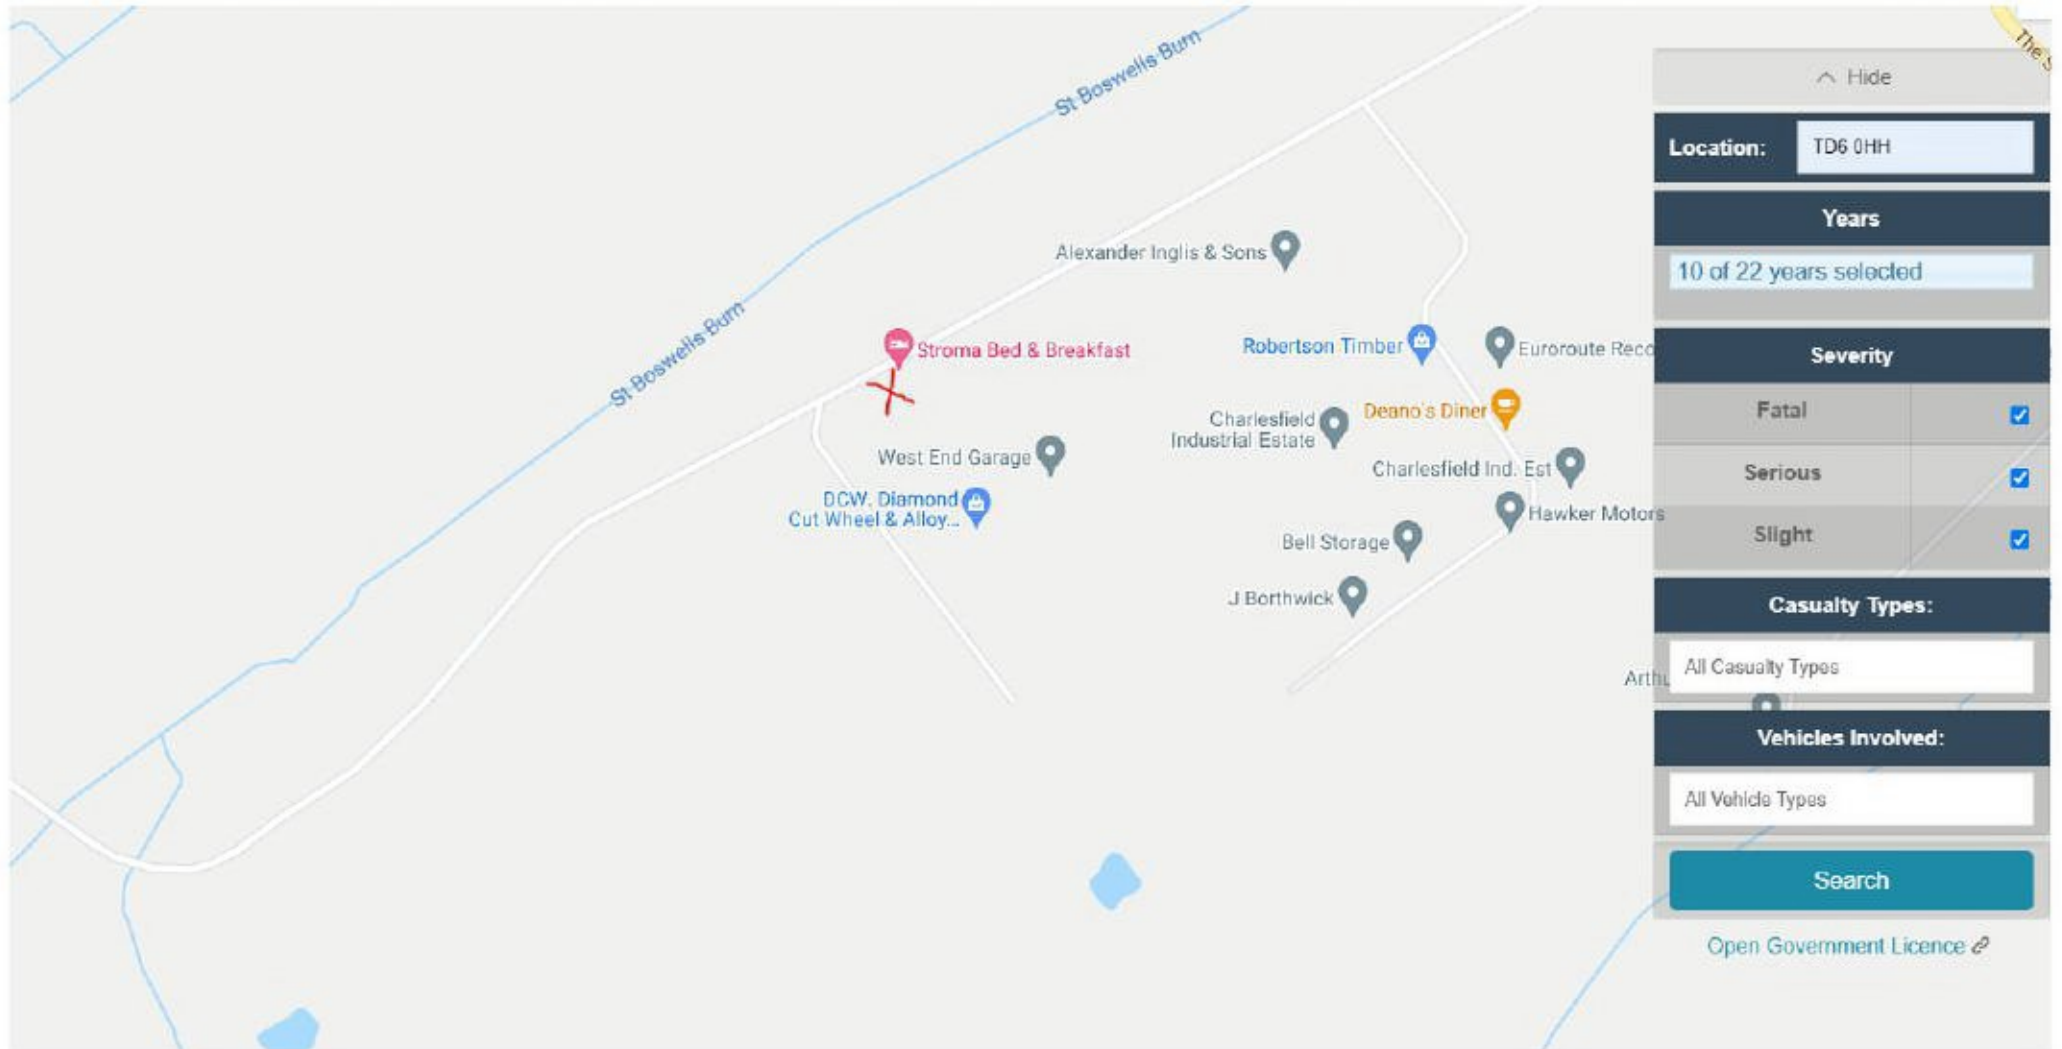 The S
St Boswells Burn
Hide
Location:
TD6 0HH
Years
10 of 22 years selected
Alexander Inglis & Sons
St Boswells Burn
Stroma Bed & Breakfast
Robertson Timber
Euroroute Reco
Severity
Fatal
Charlesfield
Industrial Estate
Deano's Diner
West End Garage
Charlesfield Ind. Est
Serious
DCW, Diamond
Cut Wheel & Alloy...
Hawker Motors
Bell Storage
Slight
J Borthwick
Casualty Types:
All Casualty Types
Arthu
Vehicles Involved:
All Vehicle Types
Search
Open Government Licence